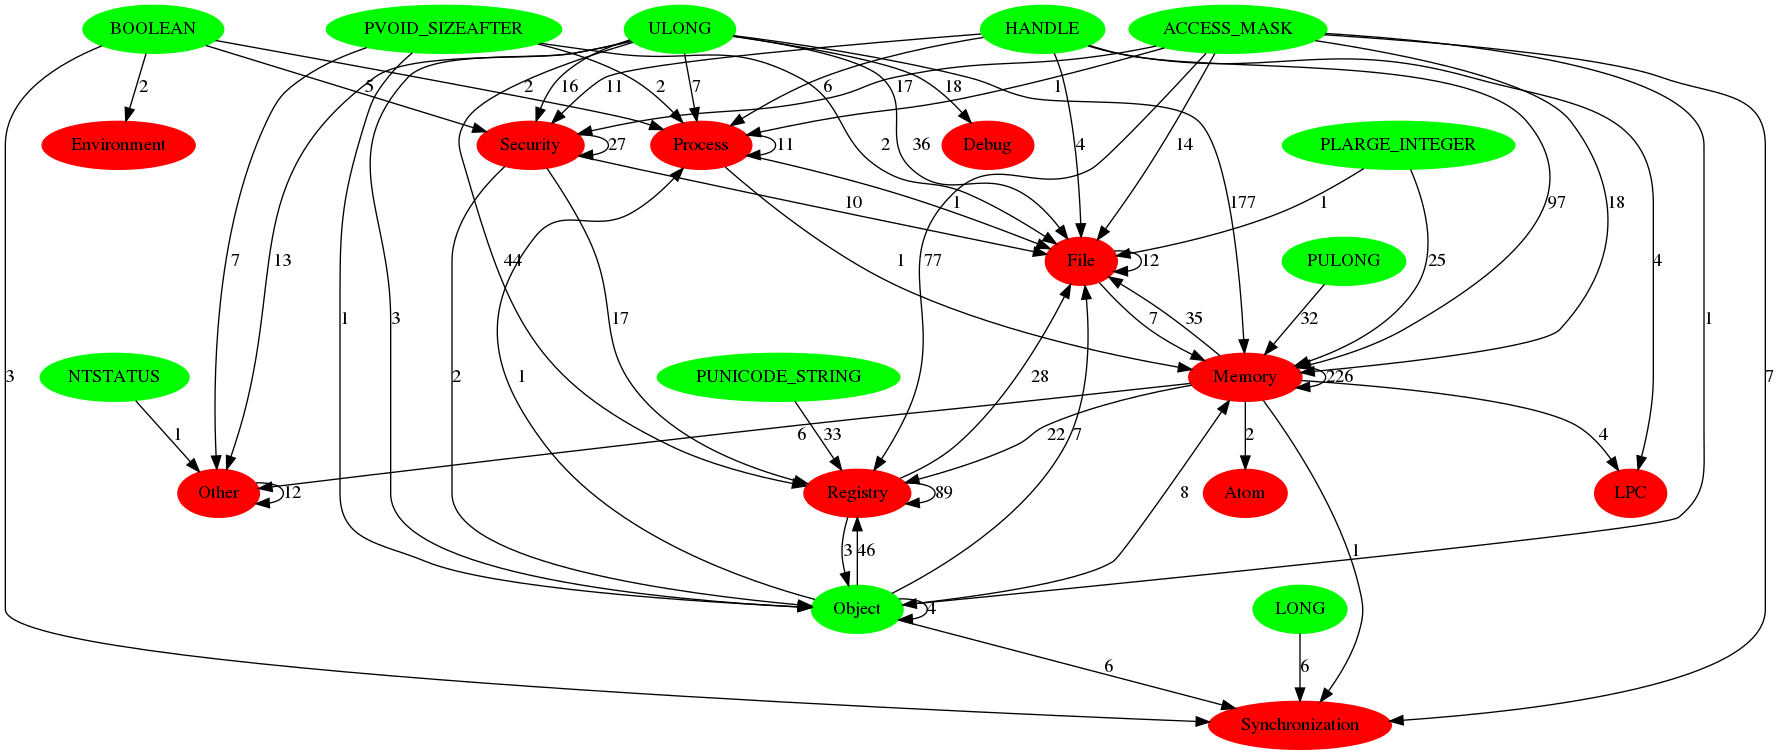 BOOLEAN PVOID_SIZEAFTER ULONG HANDLE ACCESS_MASK
2 5 2 16 11 2 7 6 17 18 1
Environment Security 27 Process 11 Debug 4 14 PLARGE_INTEGER
2 36
10 1 1 177 97 18
7 13 44 1 77 File 12 25 PULONG 4
1 3 17 7 35 32 1
3 NTSTATUS 2 1 PUNICODE_STRING 28 Memory 226 7
1 33 6 22 2 4
Other 12 Registry 89 8 Atom LPC
3 46 7 1
Object 4 LONG
6 6
Synchronization